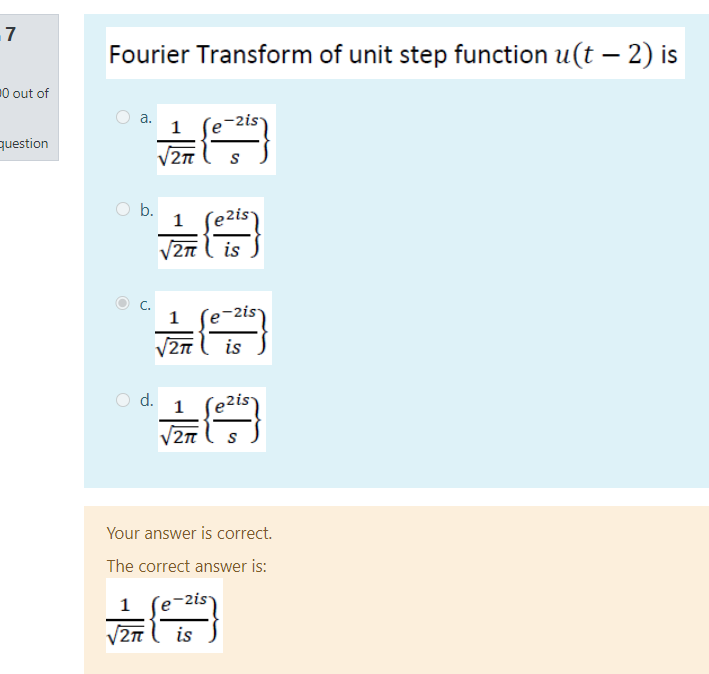 7
00 out of
question
Fourier Transform of unit step function u(t − 2) is
a. 1/√2π {e^−2is / s}
b. 1/√2π {e^2is / is}
c. 1/√2π {e^−2is / is}
d. 1/√2π {e^2is / s}
Your answer is correct.
The correct answer is:
1/√2π {e^−2is / is}